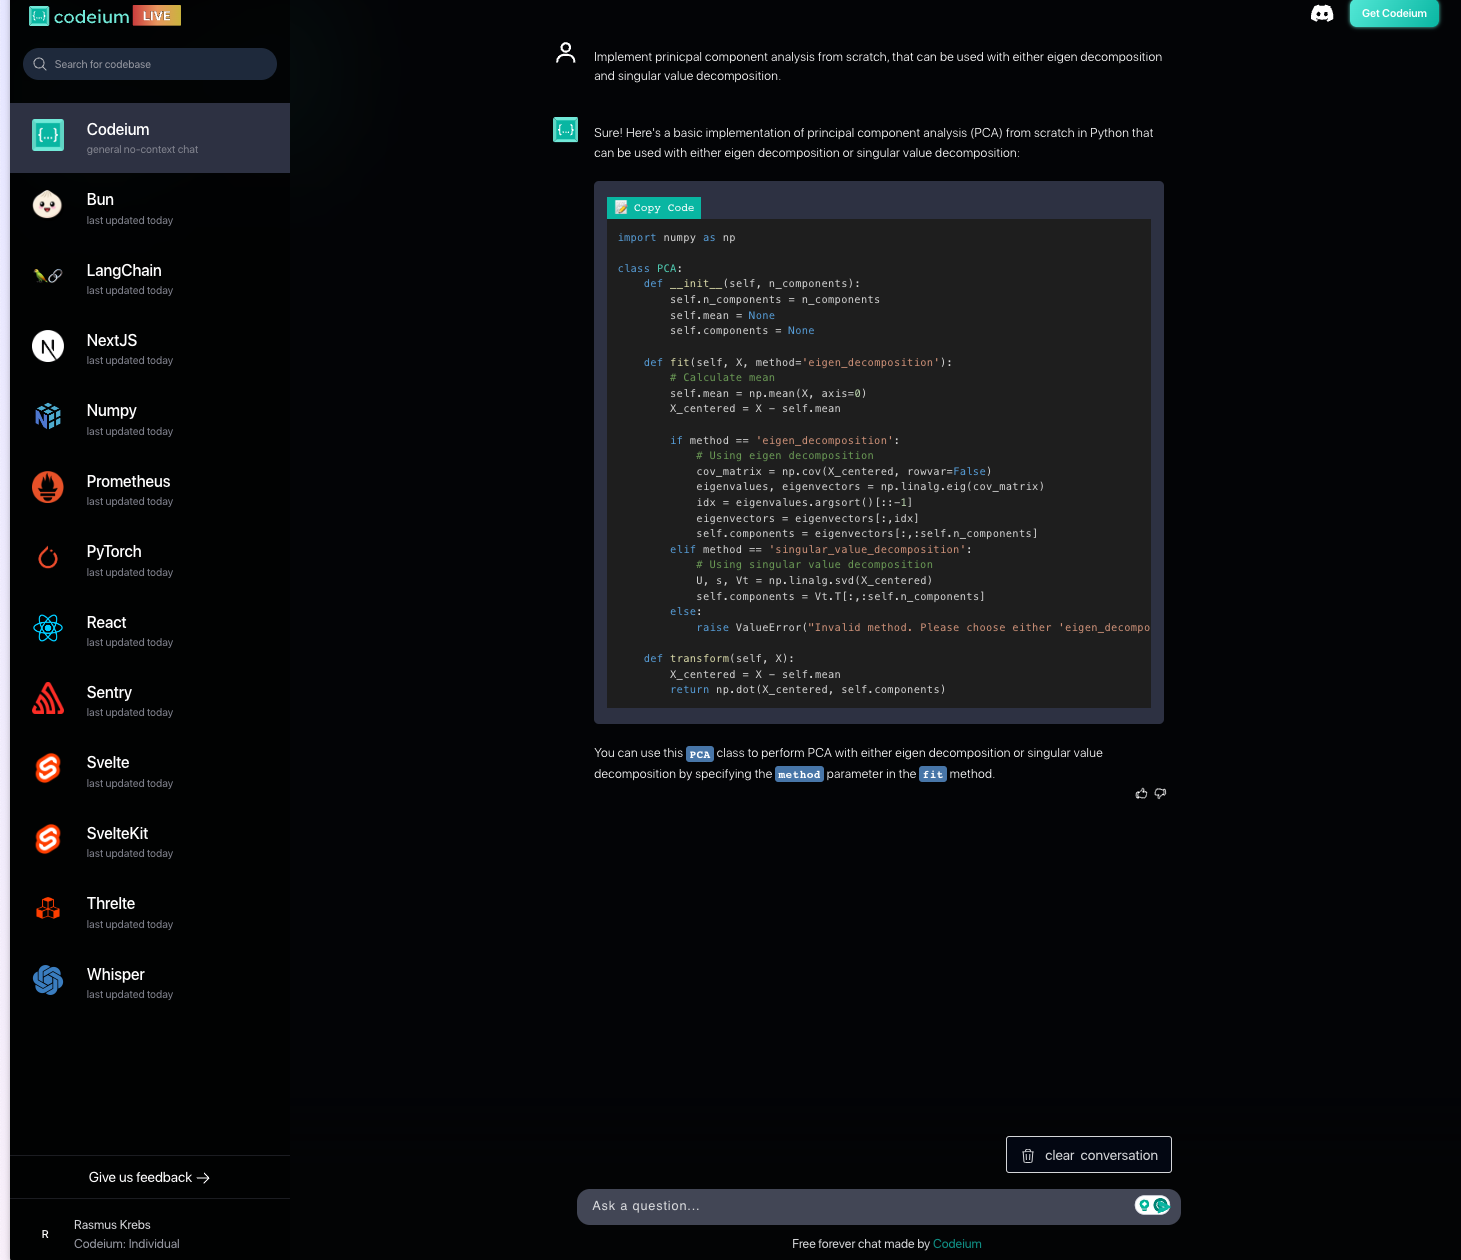 codeium LIVE
Search for codebase
Codeium
general no-context chat
Bun
last updated today
LangChain
last updated today
NextJS
last updated today
Numpy
last updated today
Prometheus
last updated today
PyTorch
last updated today
React
last updated today
Sentry
last updated today
Svelte
last updated today
SvelteKit
last updated today
Threlte
last updated today
Whisper
last updated today
Give us feedback →
R
Rasmus Krebs
Codeium: Individual
Get Codeium
Implement prinicpal component analysis from scratch, that can be used with either eigen decomposition
and singular value decomposition.
Sure! Here's a basic implementation of principal component analysis (PCA) from scratch in Python that
can be used with either eigen decomposition or singular value decomposition:
Copy Code
import numpy as np
class PCA:
    def __init__(self, n_components):
        self.n_components = n_components
        self.mean = None
        self.components = None
    def fit(self, X, method='eigen_decomposition'):
        # Calculate mean
        self.mean = np.mean(X, axis=0)
        X_centered = X - self.mean
        if method == 'eigen_decomposition':
            # Using eigen decomposition
            cov_matrix = np.cov(X_centered, rowvar=False)
            eigenvalues, eigenvectors = np.linalg.eig(cov_matrix)
            idx = eigenvalues.argsort()[::-1]
            eigenvectors = eigenvectors[:,idx]
            self.components = eigenvectors[:,:self.n_components]
        elif method == 'singular_value_decomposition':
            # Using singular value decomposition
            U, s, Vt = np.linalg.svd(X_centered)
            self.components = Vt.T[:,:self.n_components]
        else:
            raise ValueError("Invalid method. Please choose either 'eigen_decompo
    def transform(self, X):
        X_centered = X - self.mean
        return np.dot(X_centered, self.components)
You can use this PCA class to perform PCA with either eigen decomposition or singular value
decomposition by specifying the method parameter in the fit method.
clear conversation
Ask a question...
Free forever chat made by Codeium